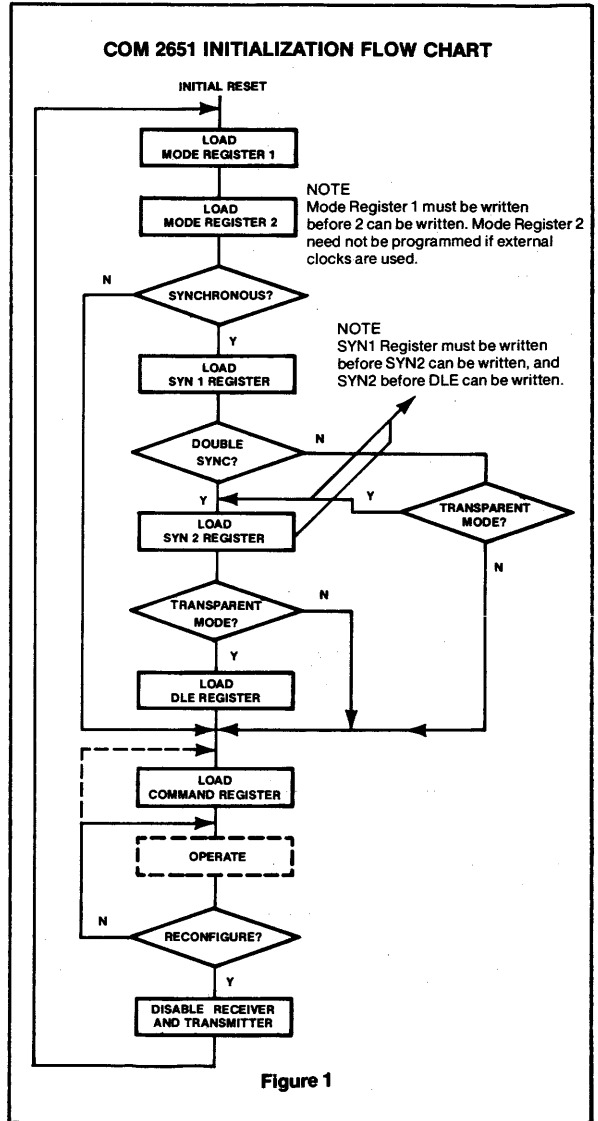 COM 2651 INITIALIZATION FLOW CHART
INITIAL RESET
LOAD
MODE REGISTER 1
LOAD
MODE REGISTER 2
NOTE
Mode Register 1 must be written
before 2 can be written. Mode Register 2
need not be programmed if external
clocks are used.
N
SYNCHRONOUS?
Y
NOTE
SYN1 Register must be written
before SYN2 can be written, and
SYN2 before DLE can be written.
LOAD
SYN 1 REGISTER
DOUBLE
SYNC?
N
Y
Y
TRANSPARENT
MODE?
LOAD
SYN 2 REGISTER
N
TRANSPARENT
MODE?
N
Y
LOAD
DLE REGISTER
LOAD
COMMAND REGISTER
OPERATE
N
RECONFIGURE?
Y
DISABLE RECEIVER
AND TRANSMITTER
Figure 1